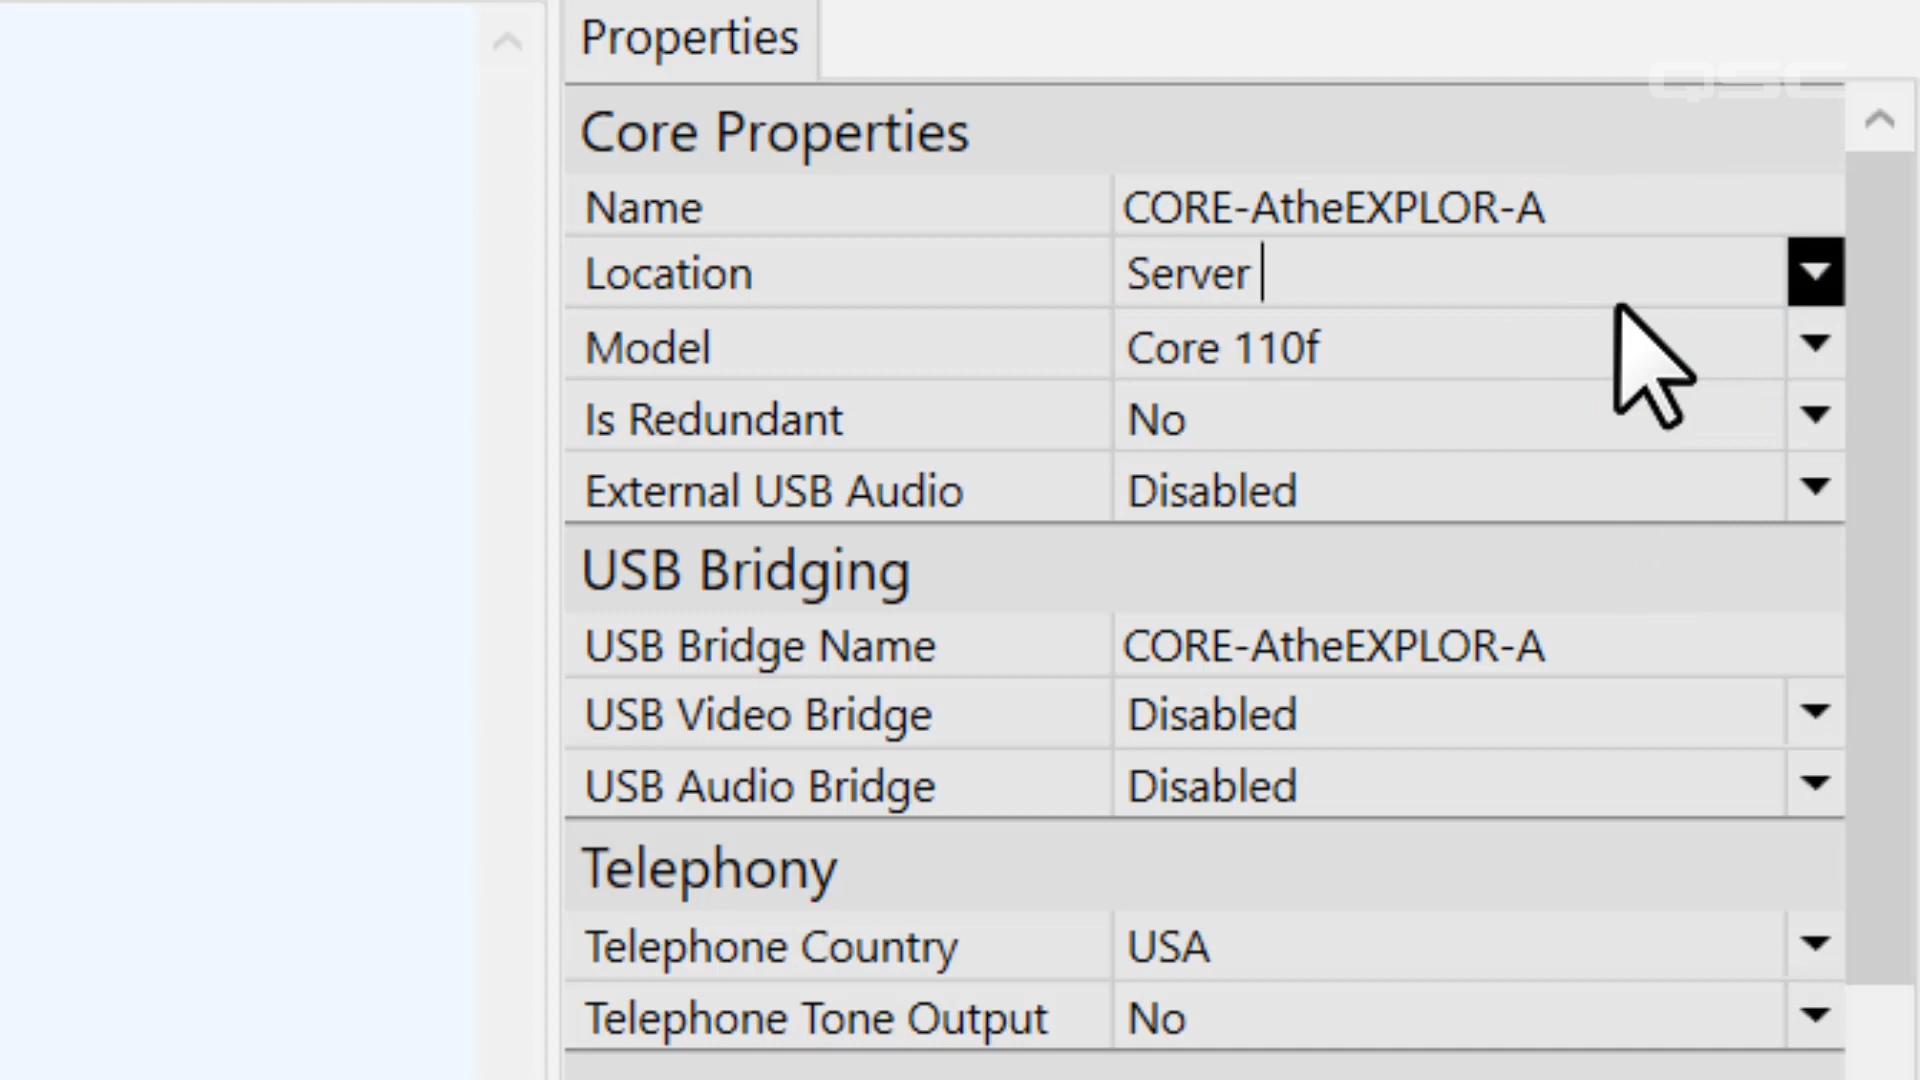 Properties
QSC
Core Properties
Name CORE-AtheEXPLOR-A
Location Server
Model Core 110f
Is Redundant No
External USB Audio Disabled
USB Bridging
USB Bridge Name CORE-AtheEXPLOR-A
USB Video Bridge Disabled
USB Audio Bridge Disabled
Telephony
Telephone Country USA
Telephone Tone Output No